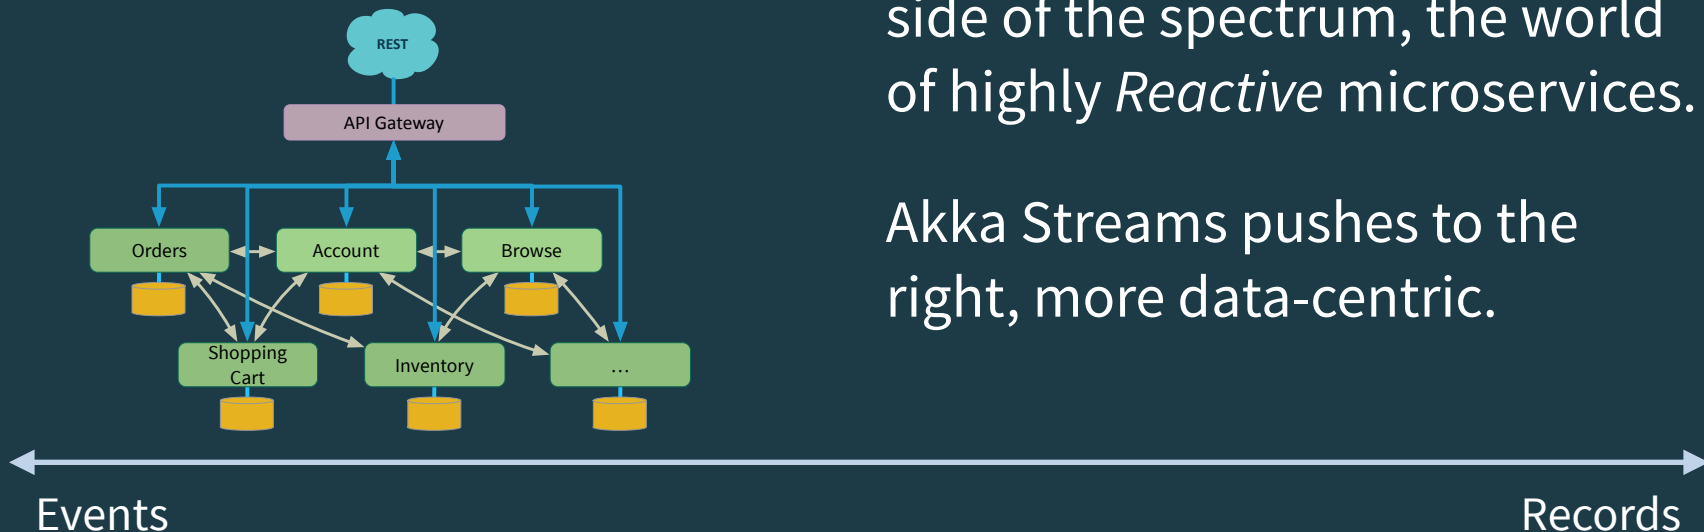 REST
API Gateway
Orders
Account
Browse
Shopping
Cart
Inventory
...
side of the spectrum, the world
of highly Reactive microservices.
Akka Streams pushes to the
right, more data-centric.
Events
Records